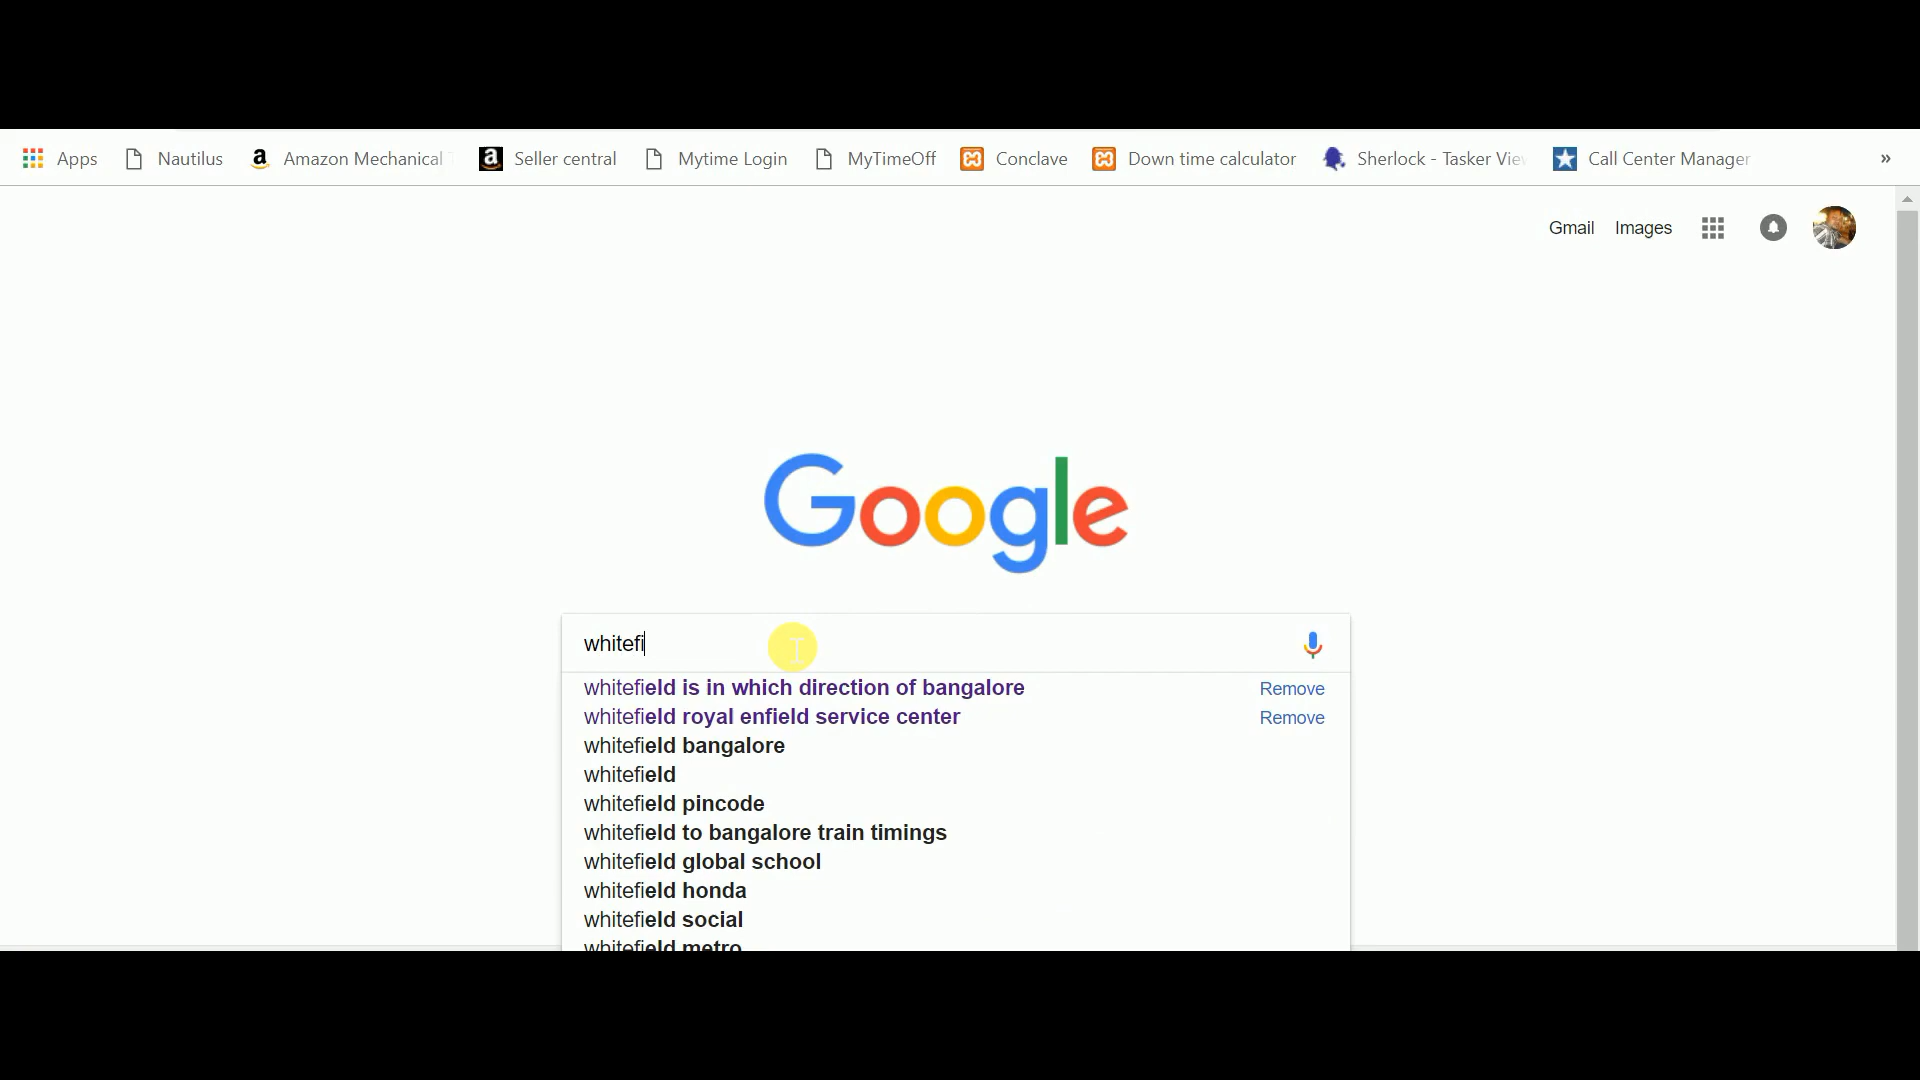 Apps Nautilus Amazon Mechanical Seller central Mytime Login MyTimeOff Conclave Down time calculator Sherlock - Tasker Vie Call Center Manager »
Gmail Images
Google
whitefi
whitefield is in which direction of bangalore Remove
whitefield royal enfield service center Remove
whitefield bangalore
whitefield
whitefield pincode
whitefield to bangalore train timings
whitefield global school
whitefield honda
whitefield social
whitefield metro